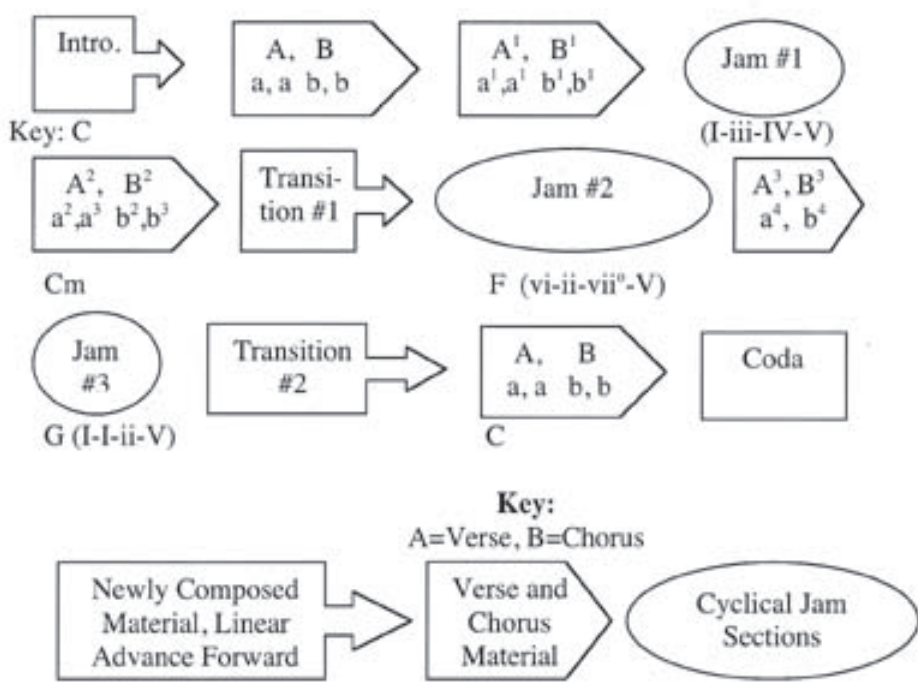 Intro.
A, B
a, a b, b
A¹, B¹
a¹,a¹ b¹,b¹
Jam #1
Key: C
(I-iii-IV-V)
A², B²
a²,a³ b²,b³
Transi-
tion #1
Jam #2
A³, B³
a⁴, b⁴
Cm
F (vi-ii-viiº-V)
Jam
#3
Transition
#2
A, B
a, a b, b
Coda
G (I-I-ii-V)
C
Key:
A=Verse, B=Chorus
Newly Composed
Material, Linear
Advance Forward
Verse and
Chorus
Material
Cyclical Jam
Sections